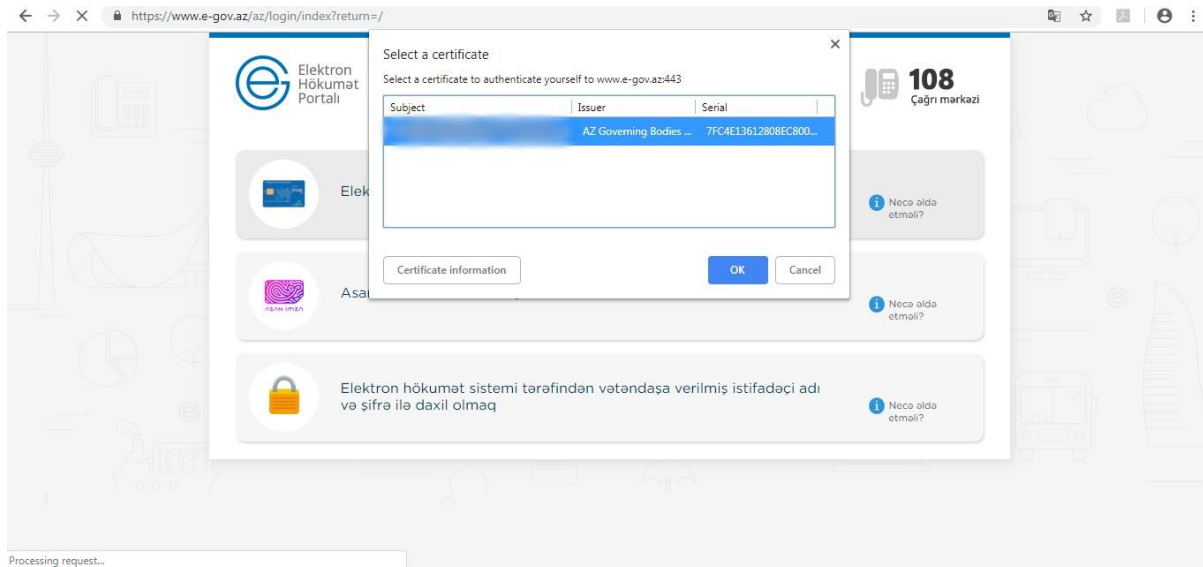 https://www.e-gov.az/az/login/index?return=/
Elektron
Hökumət
Portalı
Select a certificate
Select a certificate to authenticate yourself to www.e-gov.az:443
Subject Issuer Serial
AZ Governing Bodies ... 7FC4E13612808EC800...
Certificate information OK Cancel
108
Çağrı mərkəzi
Elek
Necə əldə
etməli?
Asa
ASAN İMZA
Necə əldə
etməli?
Elektron hökumət sistemi tərəfindən vətəndaşa verilmiş istifadəçi adı
və şifrə ilə daxil olmaq
Necə əldə
etməli?
Processing request...